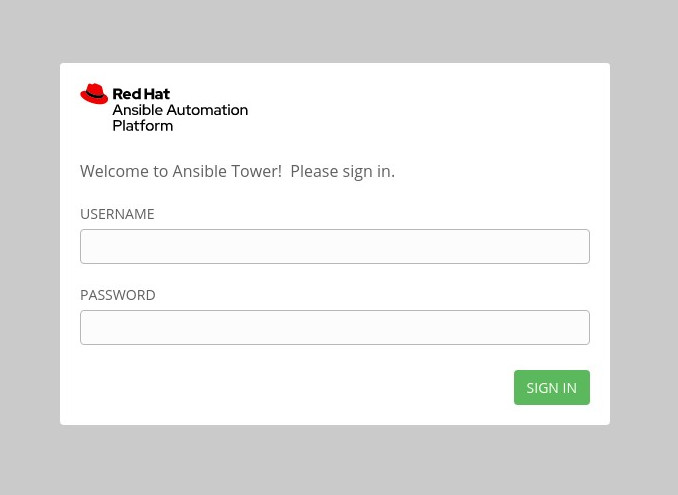 Red Hat
Ansible Automation
Platform
Welcome to Ansible Tower!  Please sign in.
USERNAME
PASSWORD
SIGN IN